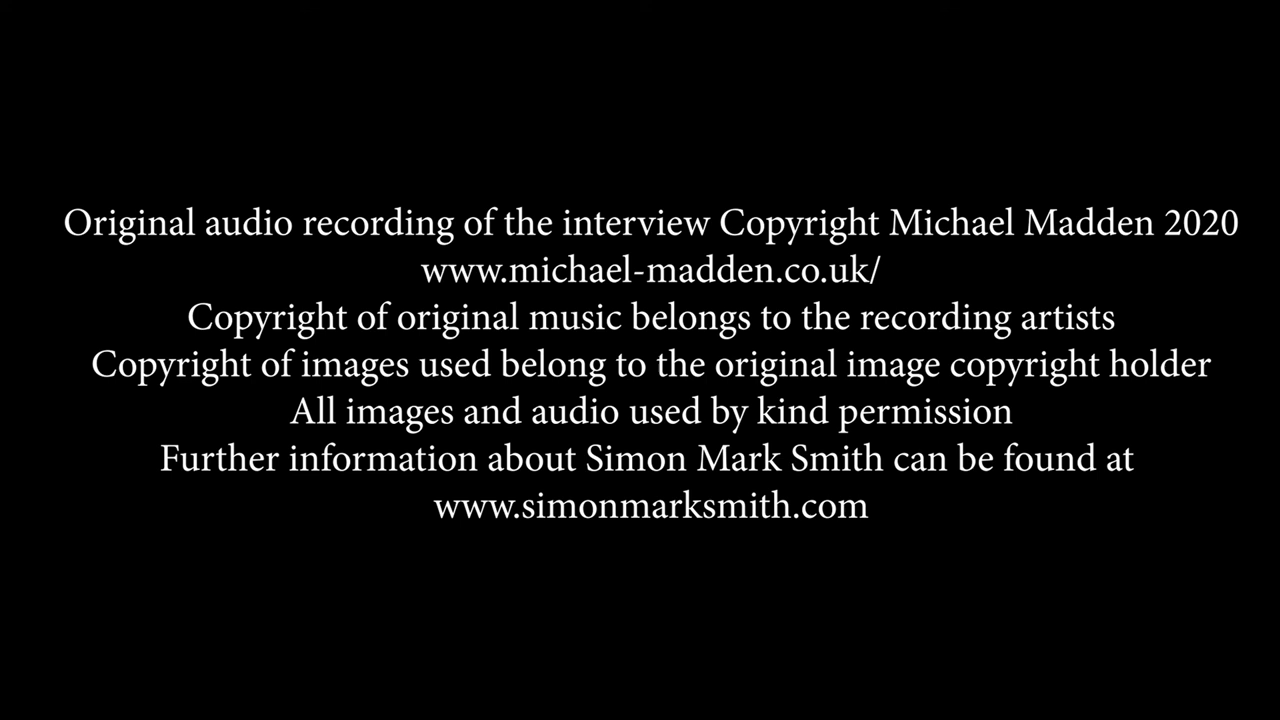 Original audio recording of the interview Copyright Michael Madden 2020
www.michael-madden.co.uk/
Copyright of original music belongs to the recording artists
Copyright of images used belong to the original image copyright holder
All images and audio used by kind permission
Further information about Simon Mark Smith can be found at
www.simonmarksmith.com